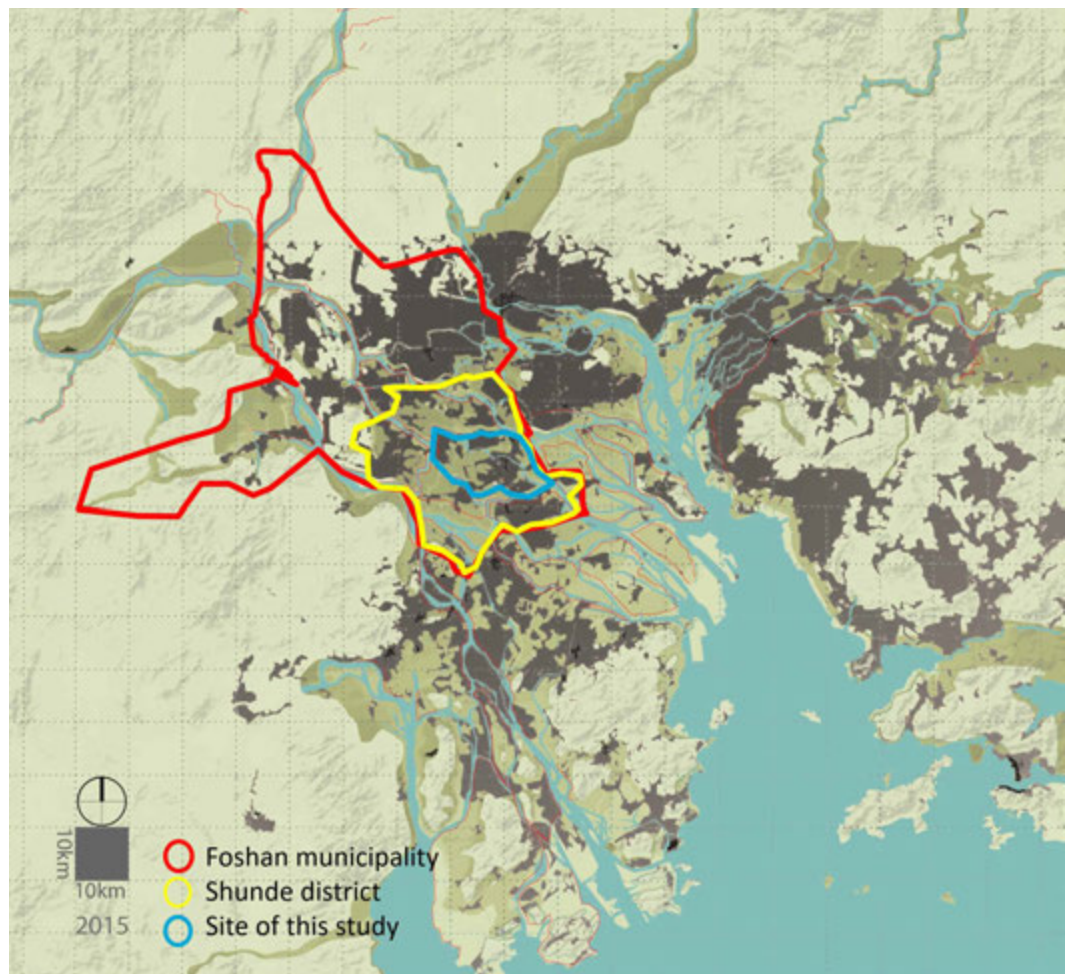 10km
10km
2015
Foshan municipality
Shunde district
Site of this study